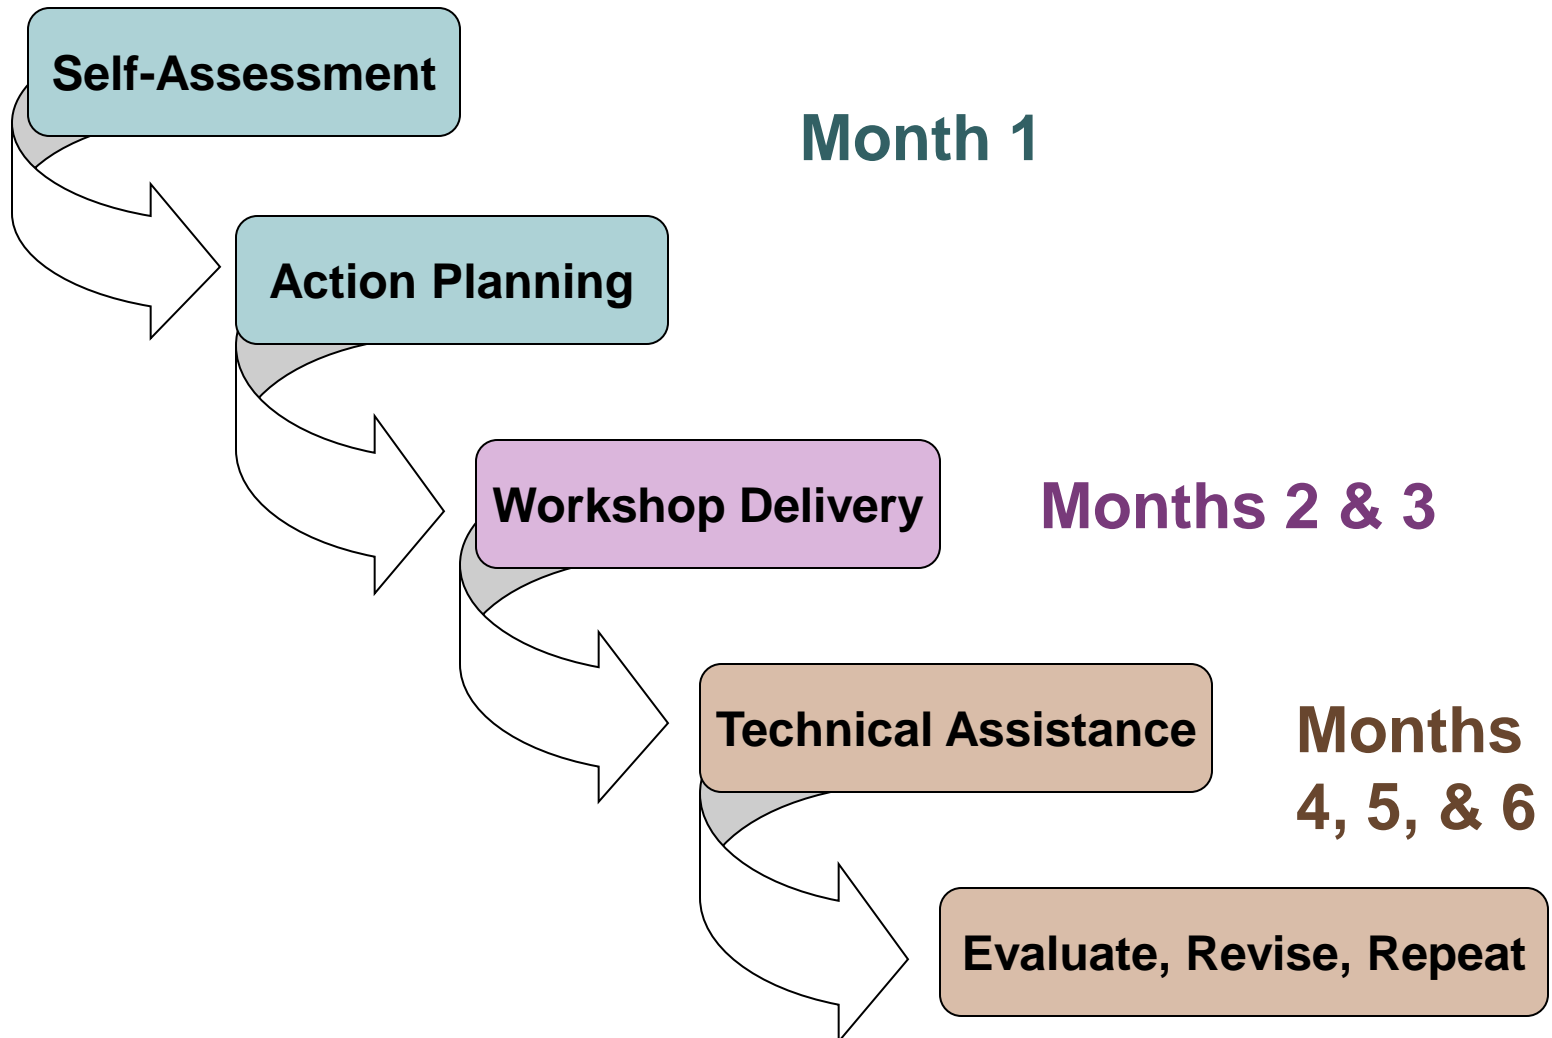 Self-Assessment
Month 1
Action Planning
Workshop Delivery
Months 2 & 3
Technical Assistance
Months
4, 5, & 6
Evaluate, Revise, Repeat